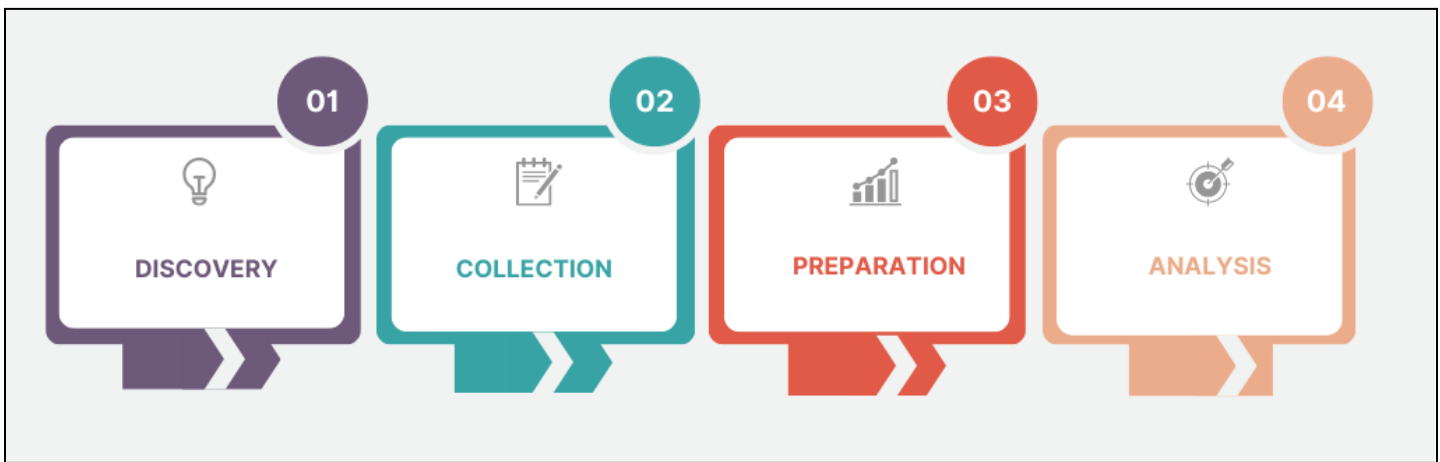 01
DISCOVERY
02
COLLECTION
03
PREPARATION
04
ANALYSIS